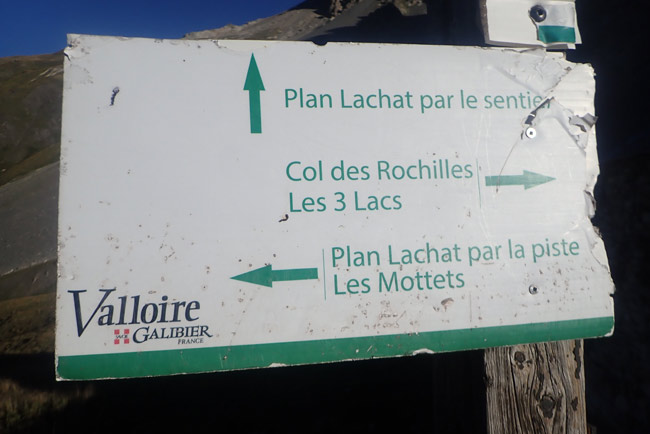 Plan Lachat par le sentier
Col des Rochilles
Les 3 Lacs
Plan Lachat par la piste
Les Mottets
Valloire
GALIBIER
FRANCE